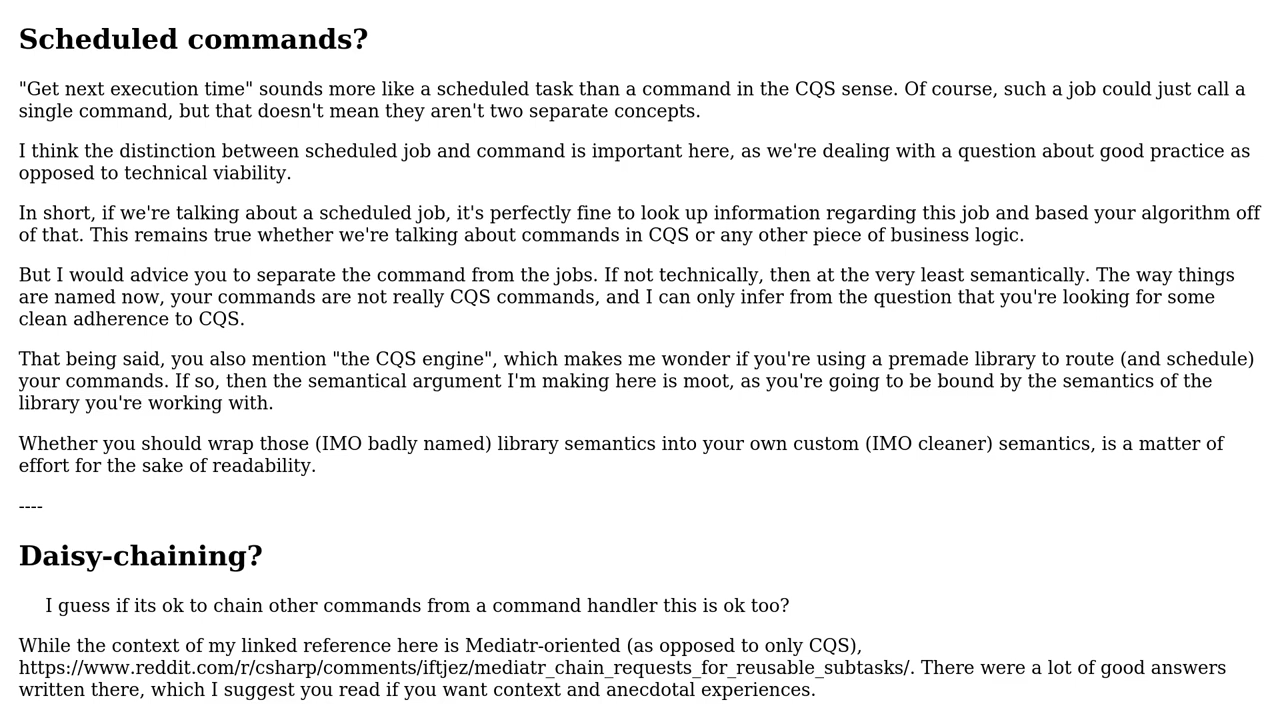 Scheduled commands?
"Get next execution time" sounds more like a scheduled task than a command in the CQS sense. Of course, such a job could just call a
single command, but that doesn't mean they aren't two separate concepts.
I think the distinction between scheduled job and command is important here, as we're dealing with a question about good practice as
opposed to technical viability.
In short, if we're talking about a scheduled job, it's perfectly fine to look up information regarding this job and based your algorithm off
of that. This remains true whether we're talking about commands in CQS or any other piece of business logic.
But I would advice you to separate the command from the jobs. If not technically, then at the very least semantically. The way things
are named now, your commands are not really CQS commands, and I can only infer from the question that you're looking for some
clean adherence to CQS.
That being said, you also mention "the CQS engine", which makes me wonder if you're using a premade library to route (and schedule)
your commands. If so, then the semantical argument I'm making here is moot, as you're going to be bound by the semantics of the
library you're working with.
Whether you should wrap those (IMO badly named) library semantics into your own custom (IMO cleaner) semantics, is a matter of
effort for the sake of readability.
----
Daisy-chaining?
I guess if its ok to chain other commands from a command handler this is ok too?
While the context of my linked reference here is Mediatr-oriented (as opposed to only CQS),
https://www.reddit.com/r/csharp/comments/iftjez/mediatr_chain_requests_for_reusable_subtasks/. There were a lot of good answers
written there, which I suggest you read if you want context and anecdotal experiences.